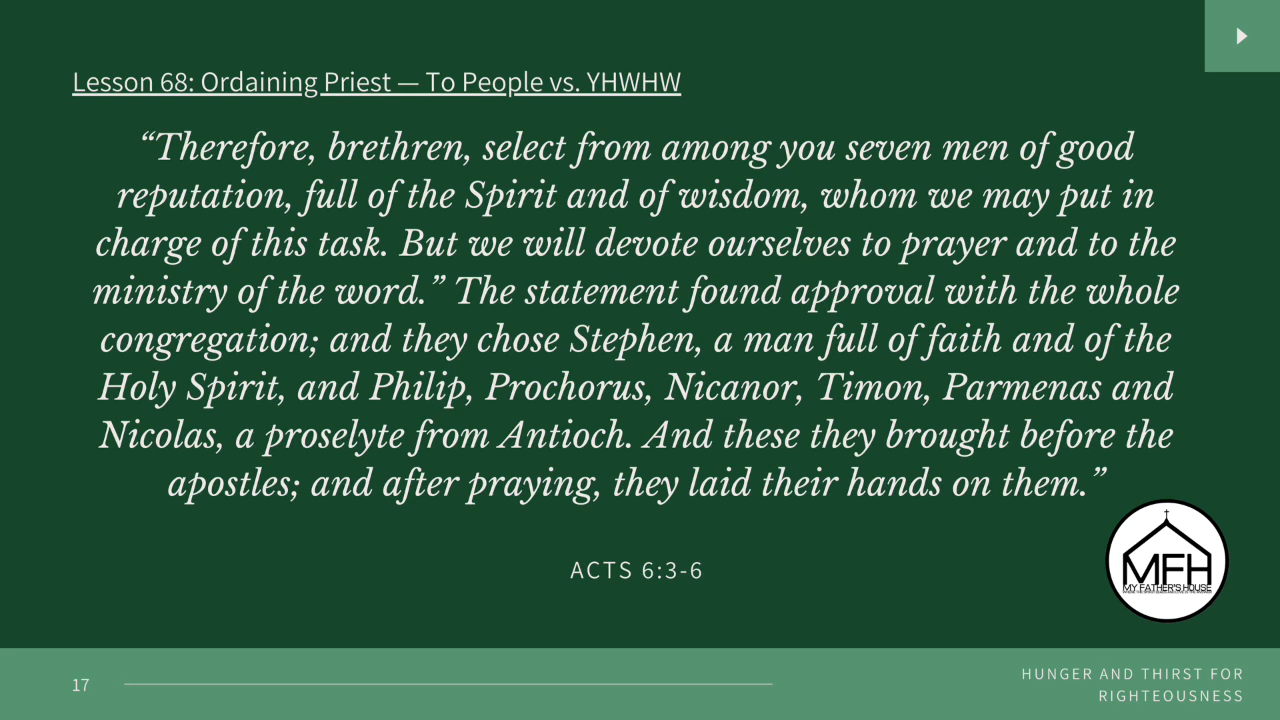 Lesson 68: Ordaining Priest — To People vs. YHWHW
“Therefore, brethren, select from among you seven men of good
reputation, full of the Spirit and of wisdom, whom we may put in
charge of this task. But we will devote ourselves to prayer and to the
ministry of the word.” The statement found approval with the whole
congregation; and they chose Stephen, a man full of faith and of the
Holy Spirit, and Philip, Prochorus, Nicanor, Timon, Parmenas and
Nicolas, a proselyte from Antioch. And these they brought before the
apostles; and after praying, they laid their hands on them.”
ACTS 6:3-6
MFH
MY FATHER'S HOUSE
17
HUNGER AND THIRST FOR
RIGHTEOUSNESS